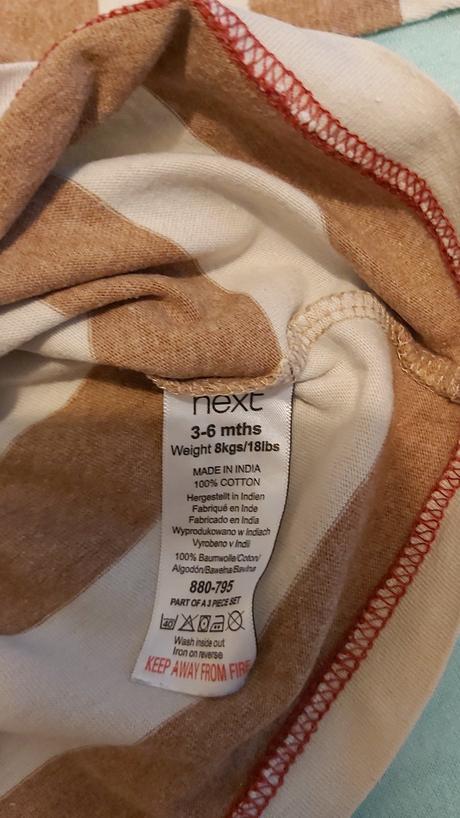 next
3-6 mths
Weight 8kgs/18lbs
MADE IN INDIA
100% COTTON
Hergestellt in Indien
Fabriqué en Inde
Fabricado en India
Wyprodukowano w Indiach
Vyrobeno v Indii
100% Baumwolle/Coton/
Algodón/Bawełna/Bavlna
880-795
PART OF A 3 PIECE SET
40
Wash inside out
Iron on reverse
KEEP AWAY FROM FIRE